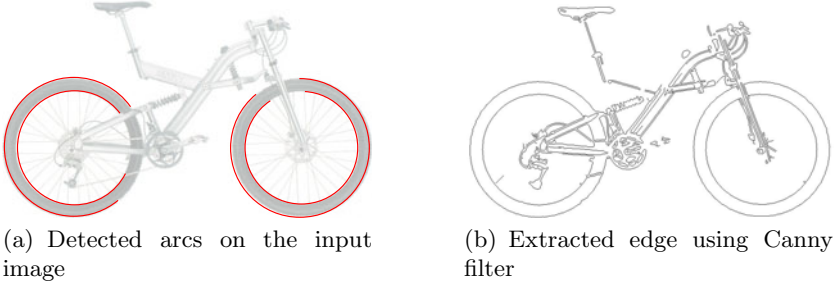 (a) Detected arcs on the input
image
(b) Extracted edge using Canny
filter